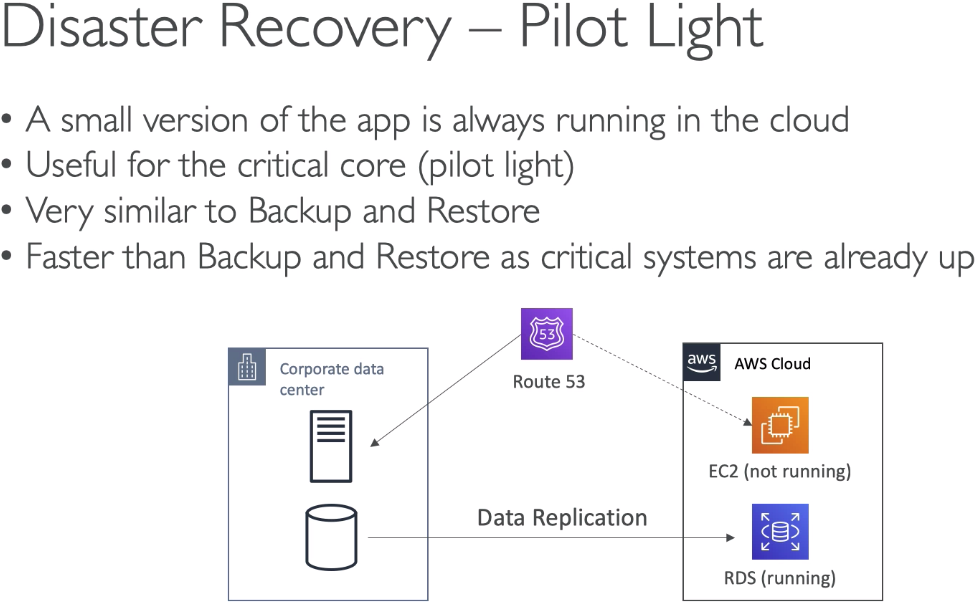 Disaster Recovery – Pilot Light
• A small version of the app is always running in the cloud
• Useful for the critical core (pilot light)
• Very similar to Backup and Restore
• Faster than Backup and Restore as critical systems are already up
53
Route 53
Corporate data
center
aws
AWS Cloud
EC2 (not running)
Data Replication
RDS (running)